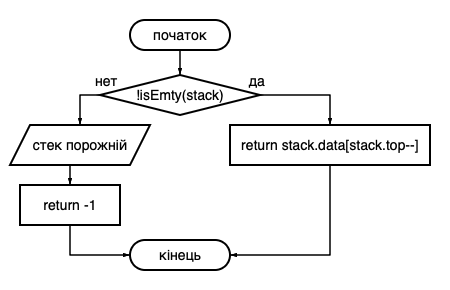 початок
нет
да
!isEmty(stack)
стек порожній
return stack.data[stack.top--]
return -1
кінець